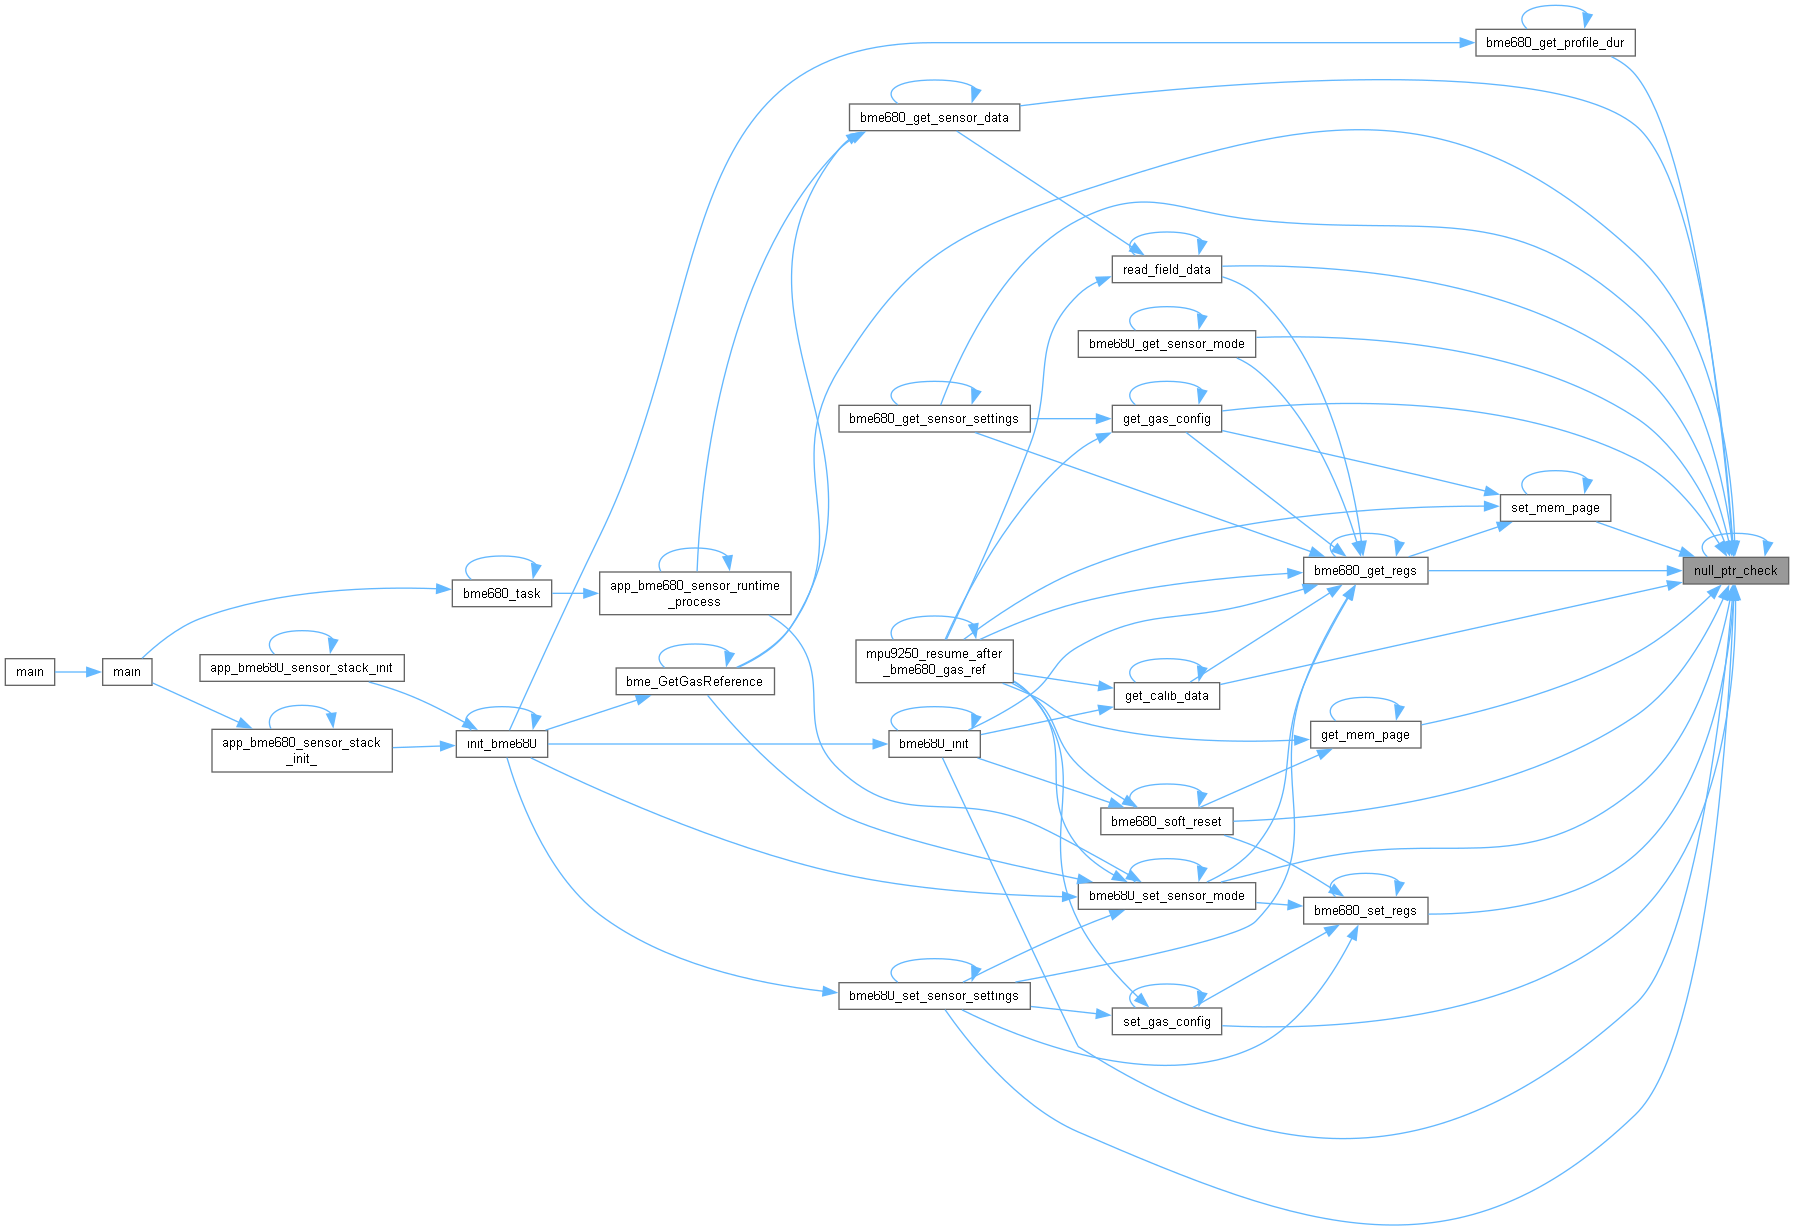 bme680_get_profile_dur
bme680_get_sensor_data
read_field_data
bme680_get_sensor_mode
bme680_get_sensor_settings
get_gas_config
set_mem_page
bme680_get_regs
null_ptr_check
bme680_task
app_bme680_sensor_runtime
_process
main
main
app_bme680_sensor_stack_init
bme_GetGasReference
mpu9250_resume_after
_bme680_gas_ref
get_calib_data
app_bme680_sensor_stack
_init_
init_bme680
bme680_init
get_mem_page
bme680_soft_reset
bme680_set_sensor_mode
bme680_set_regs
bme680_set_sensor_settings
set_gas_config